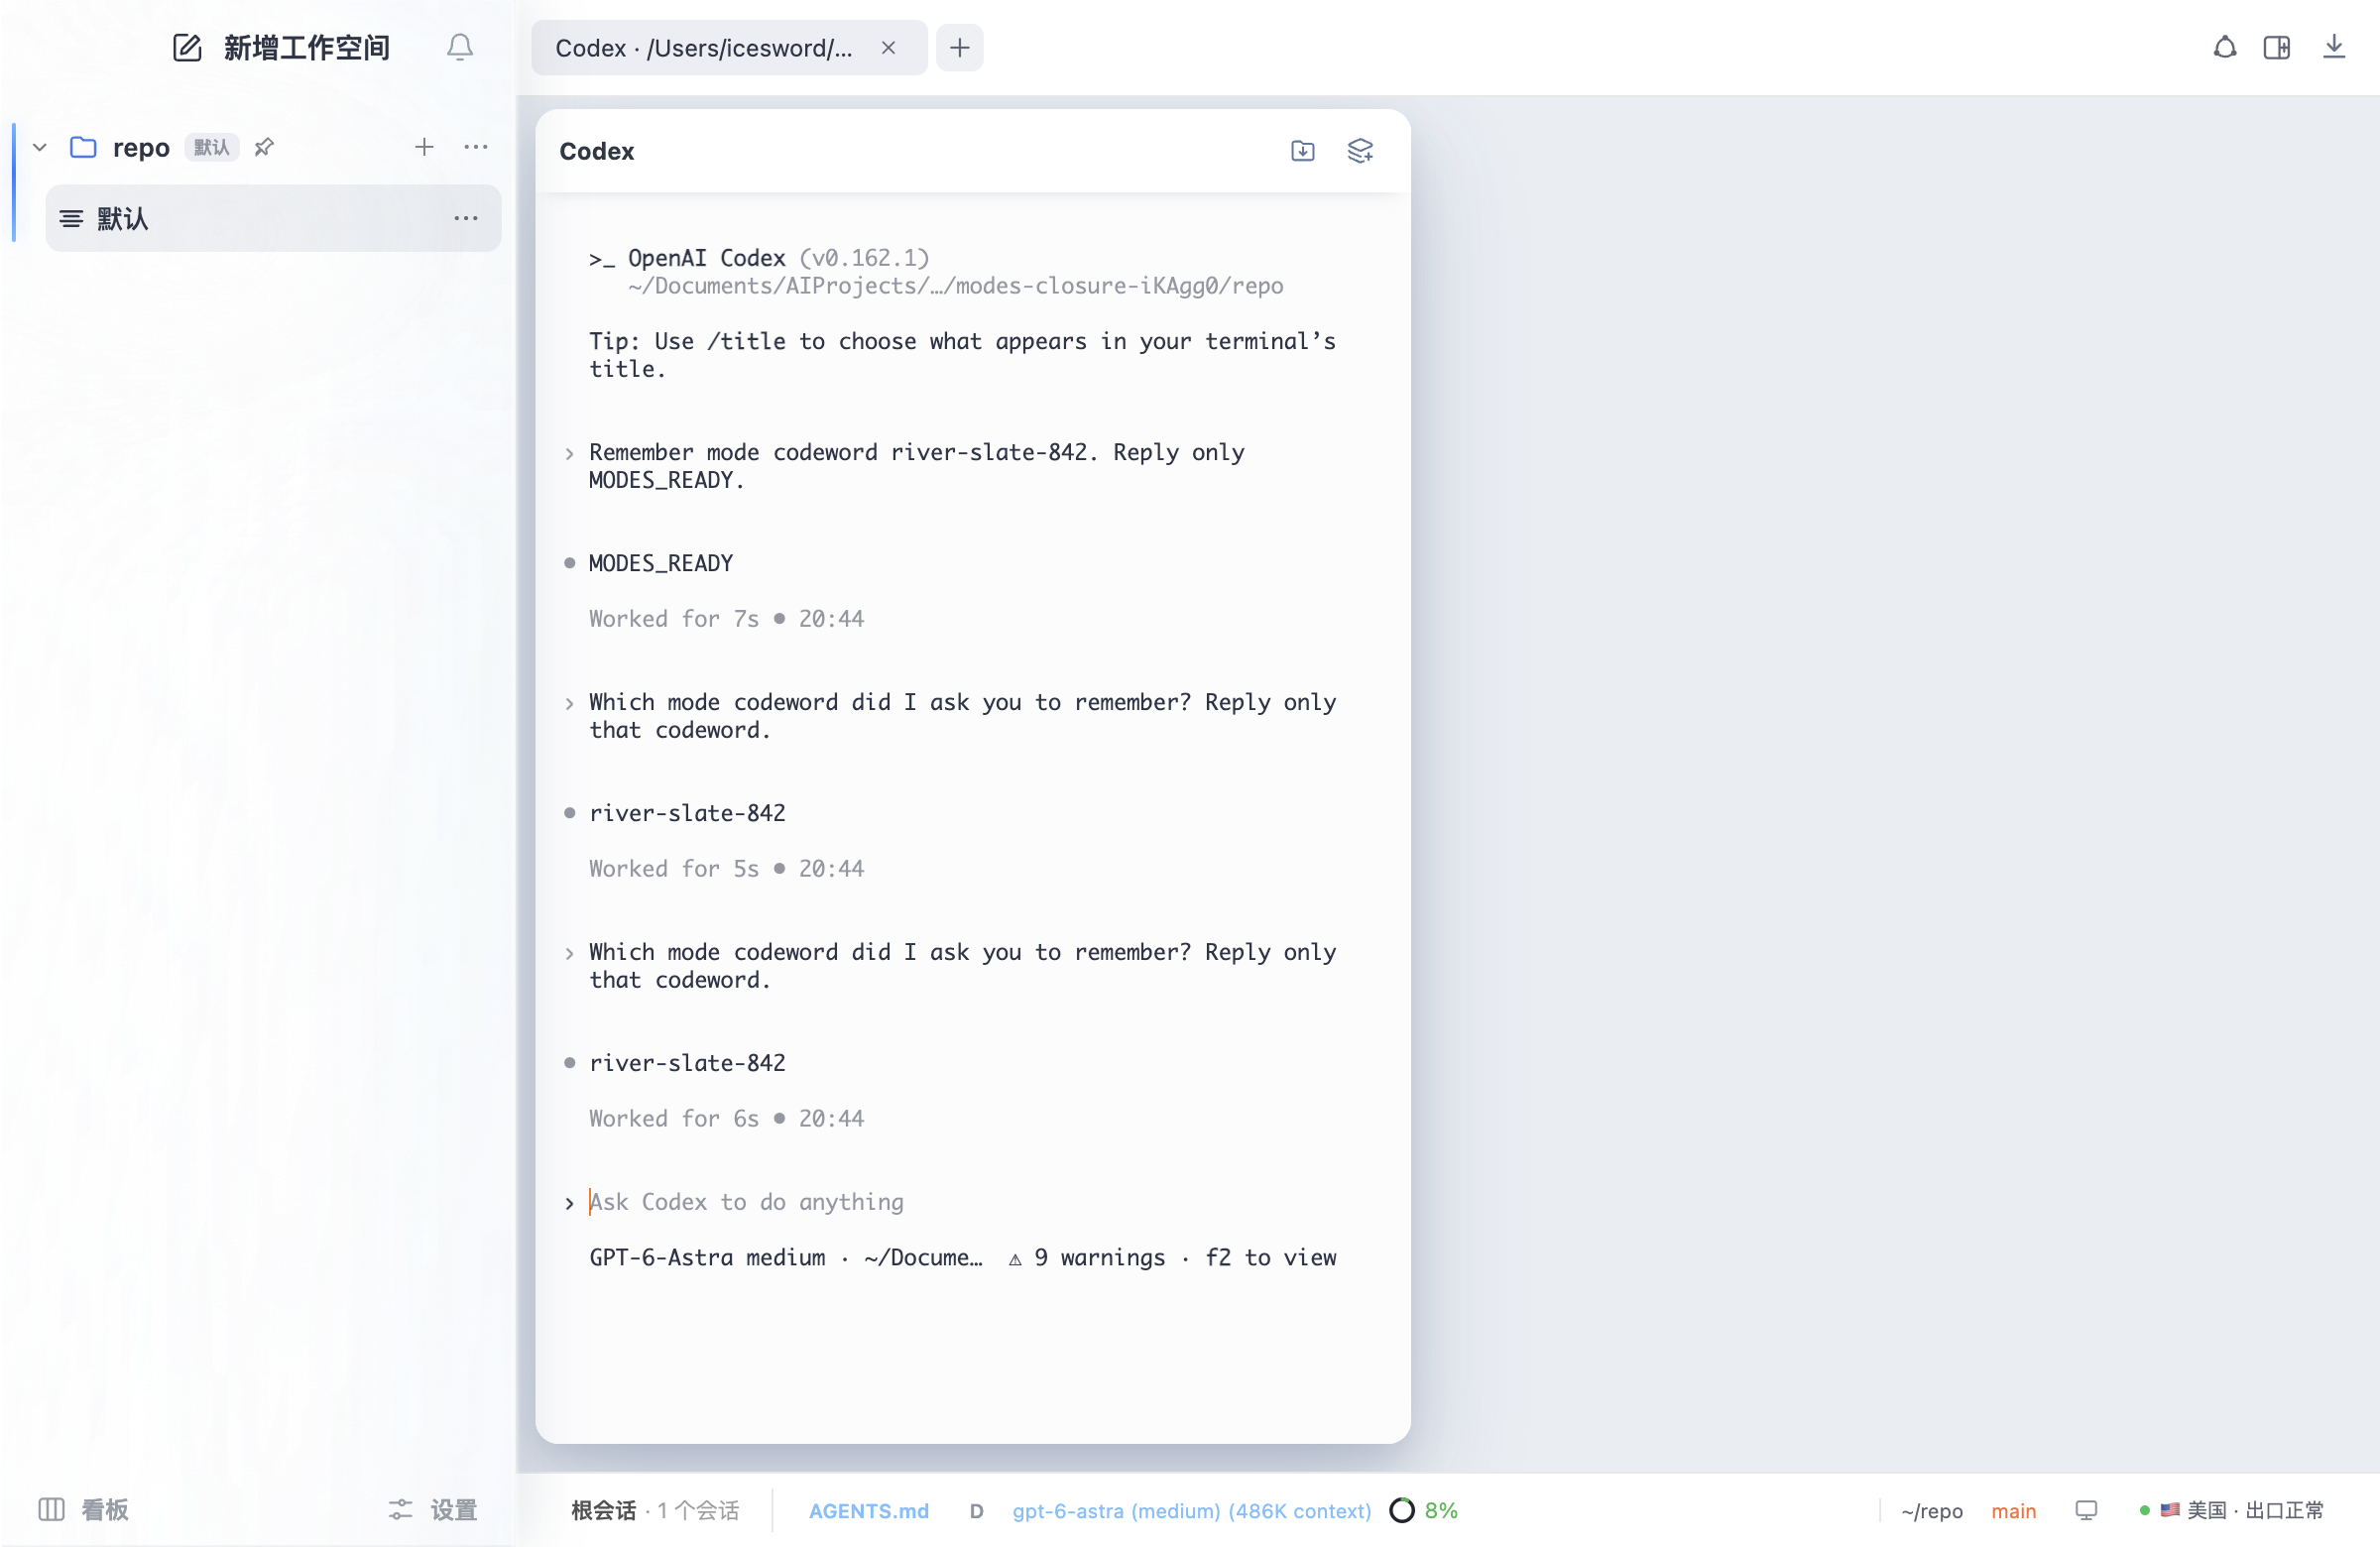 新增工作空间
Codex · /Users/icesword/...
repo 默认
默认
Codex
>_ OpenAI Codex (v0.162.1)
~/Documents/AIProjects/…/modes-closure-iKAgg0/repo
Tip: Use /title to choose what appears in your terminal’s
title.
› Remember mode codeword river-slate-842. Reply only
MODES_READY.
• MODES_READY
Worked for 7s • 20:44
› Which mode codeword did I ask you to remember? Reply only
that codeword.
• river-slate-842
Worked for 5s • 20:44
› Which mode codeword did I ask you to remember? Reply only
that codeword.
• river-slate-842
Worked for 6s • 20:44
› Ask Codex to do anything
GPT-6-Astra medium · ~/Docume… ⚠ 9 warnings · f2 to view
看板
设置
根会话 · 1 个会话
AGENTS.md D gpt-6-astra (medium) (486K context) 8%
~/repo main 美国 · 出口正常